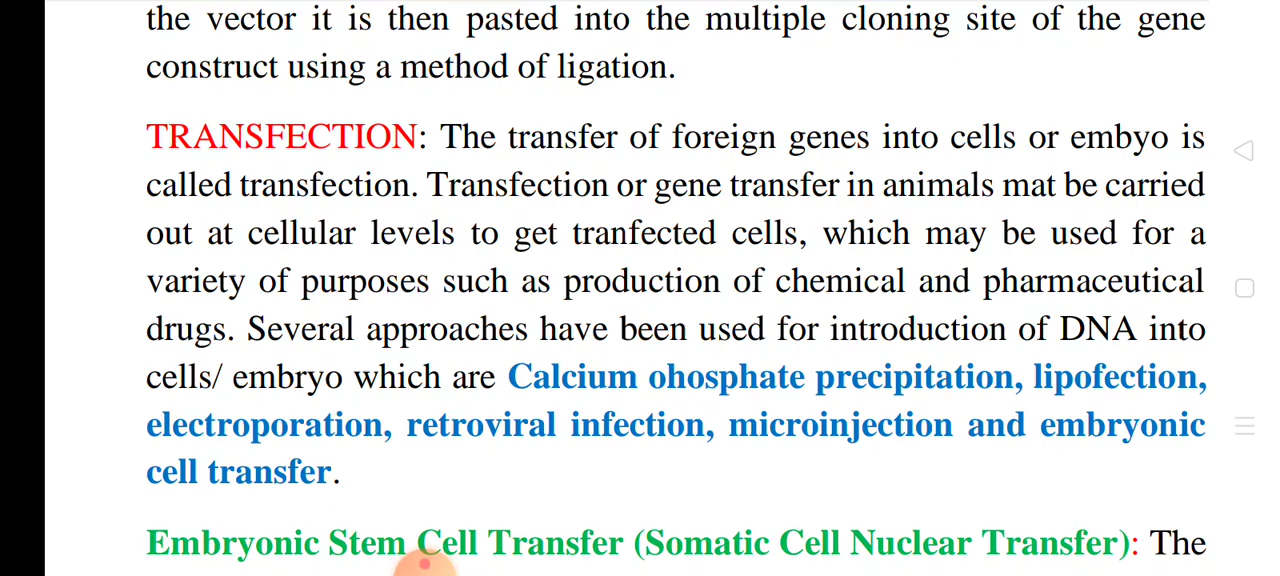 the vector it is then pasted into the multiple cloning site of the gene
construct using a method of ligation.
TRANSFECTION: The transfer of foreign genes into cells or embyo is
called transfection. Transfection or gene transfer in animals mat be carried
out at cellular levels to get tranfected cells, which may be used for a
variety of purposes such as production of chemical and pharmaceutical
drugs. Several approaches have been used for introduction of DNA into
cells/ embryo which are Calcium ohosphate precipitation, lipofection,
electroporation, retroviral infection, microinjection and embryonic
cell transfer.
Embryonic Stem Cell Transfer (Somatic Cell Nuclear Transfer): The